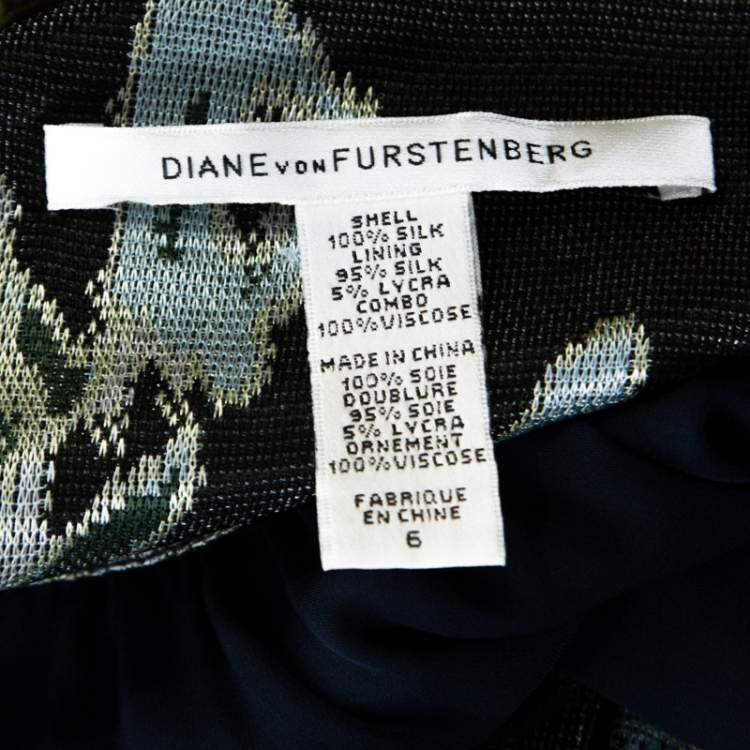 DIANE VON FURSTENBERG
SHELL
100% SILK
LINING
95% SILK
5% LYCRA
COMBO
100% VISCOSE
MADE IN CHINA
100% SOIE
DOUBLURE
95% SOIE
5% LYCRA
ORNEMENT
100% VISCOSE
FABRIQUE
EN CHINE
6